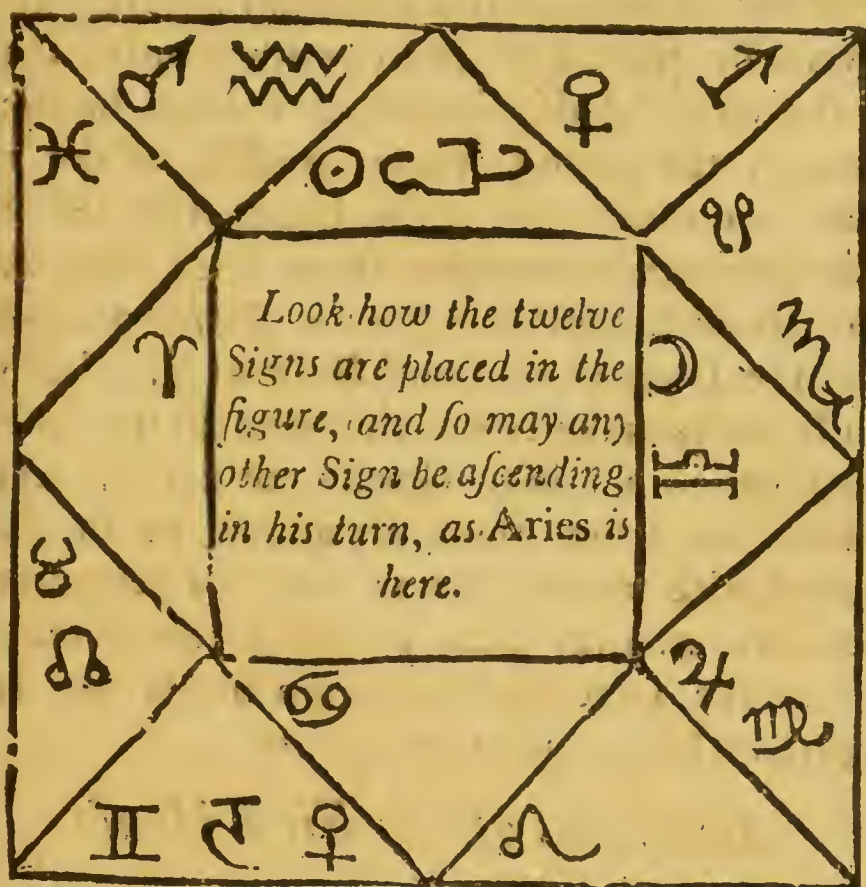 Look how the twelve
Signs are placed in the
figure, and ſo may any
other Sign be aſcending
in his turn, as Aries is
here.